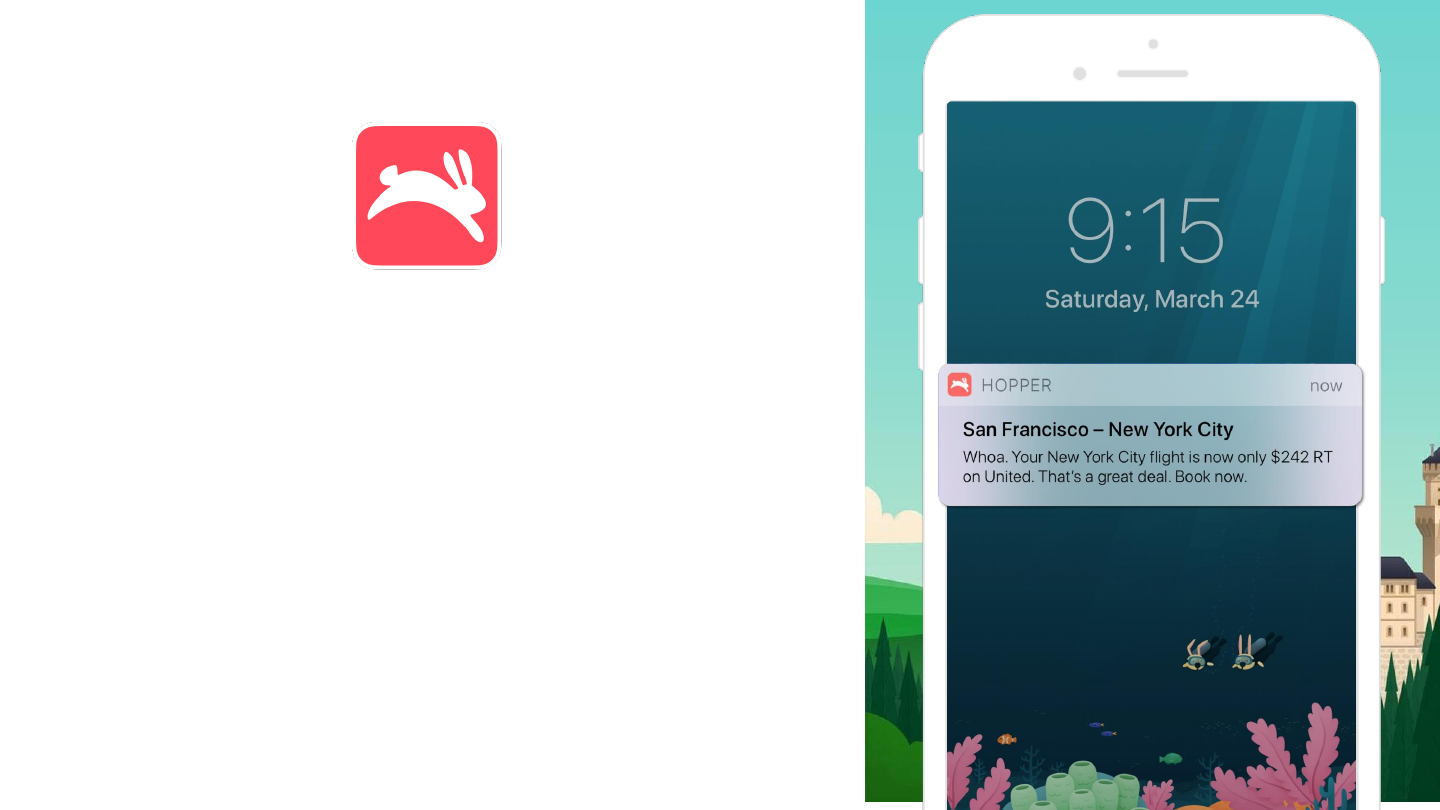 9:15
Saturday, March 24
HOPPER now
San Francisco – New York City
Whoa. Your New York City flight is now only $242 RT
on United. That's a great deal. Book now.